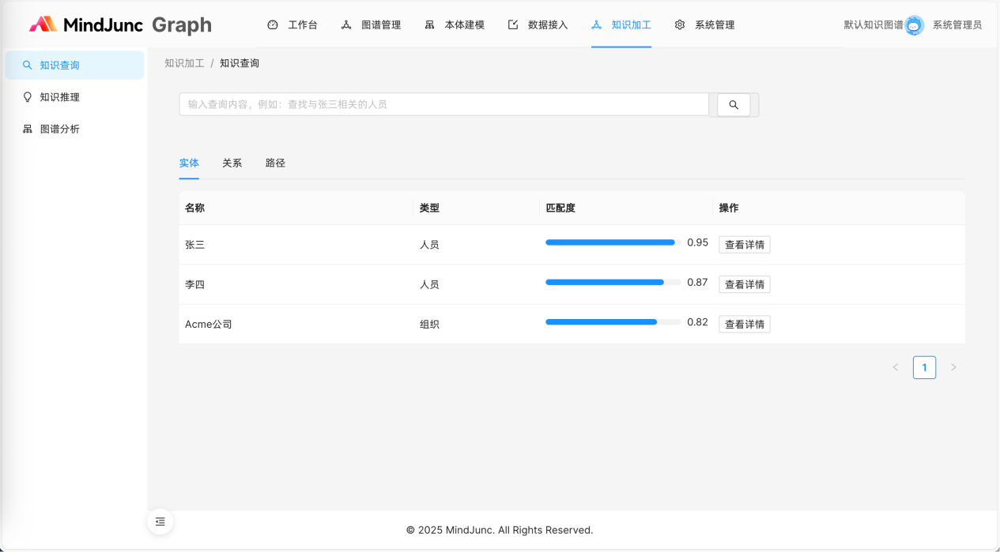 MindJunc Graph 工作台 图谱管理 本体建模 数据接入 知识加工 系统管理 默认知识图谱 系统管理员
知识查询
知识推理
图谱分析
知识加工 / 知识查询
输入查询内容，例如：查找与张三相关的人员
实体 关系 路径
名称 类型 匹配度 操作
张三 人员 0.95 查看详情
李四 人员 0.87 查看详情
Acme公司 组织 0.82 查看详情
< 1 >
© 2025 MindJunc. All Rights Reserved.